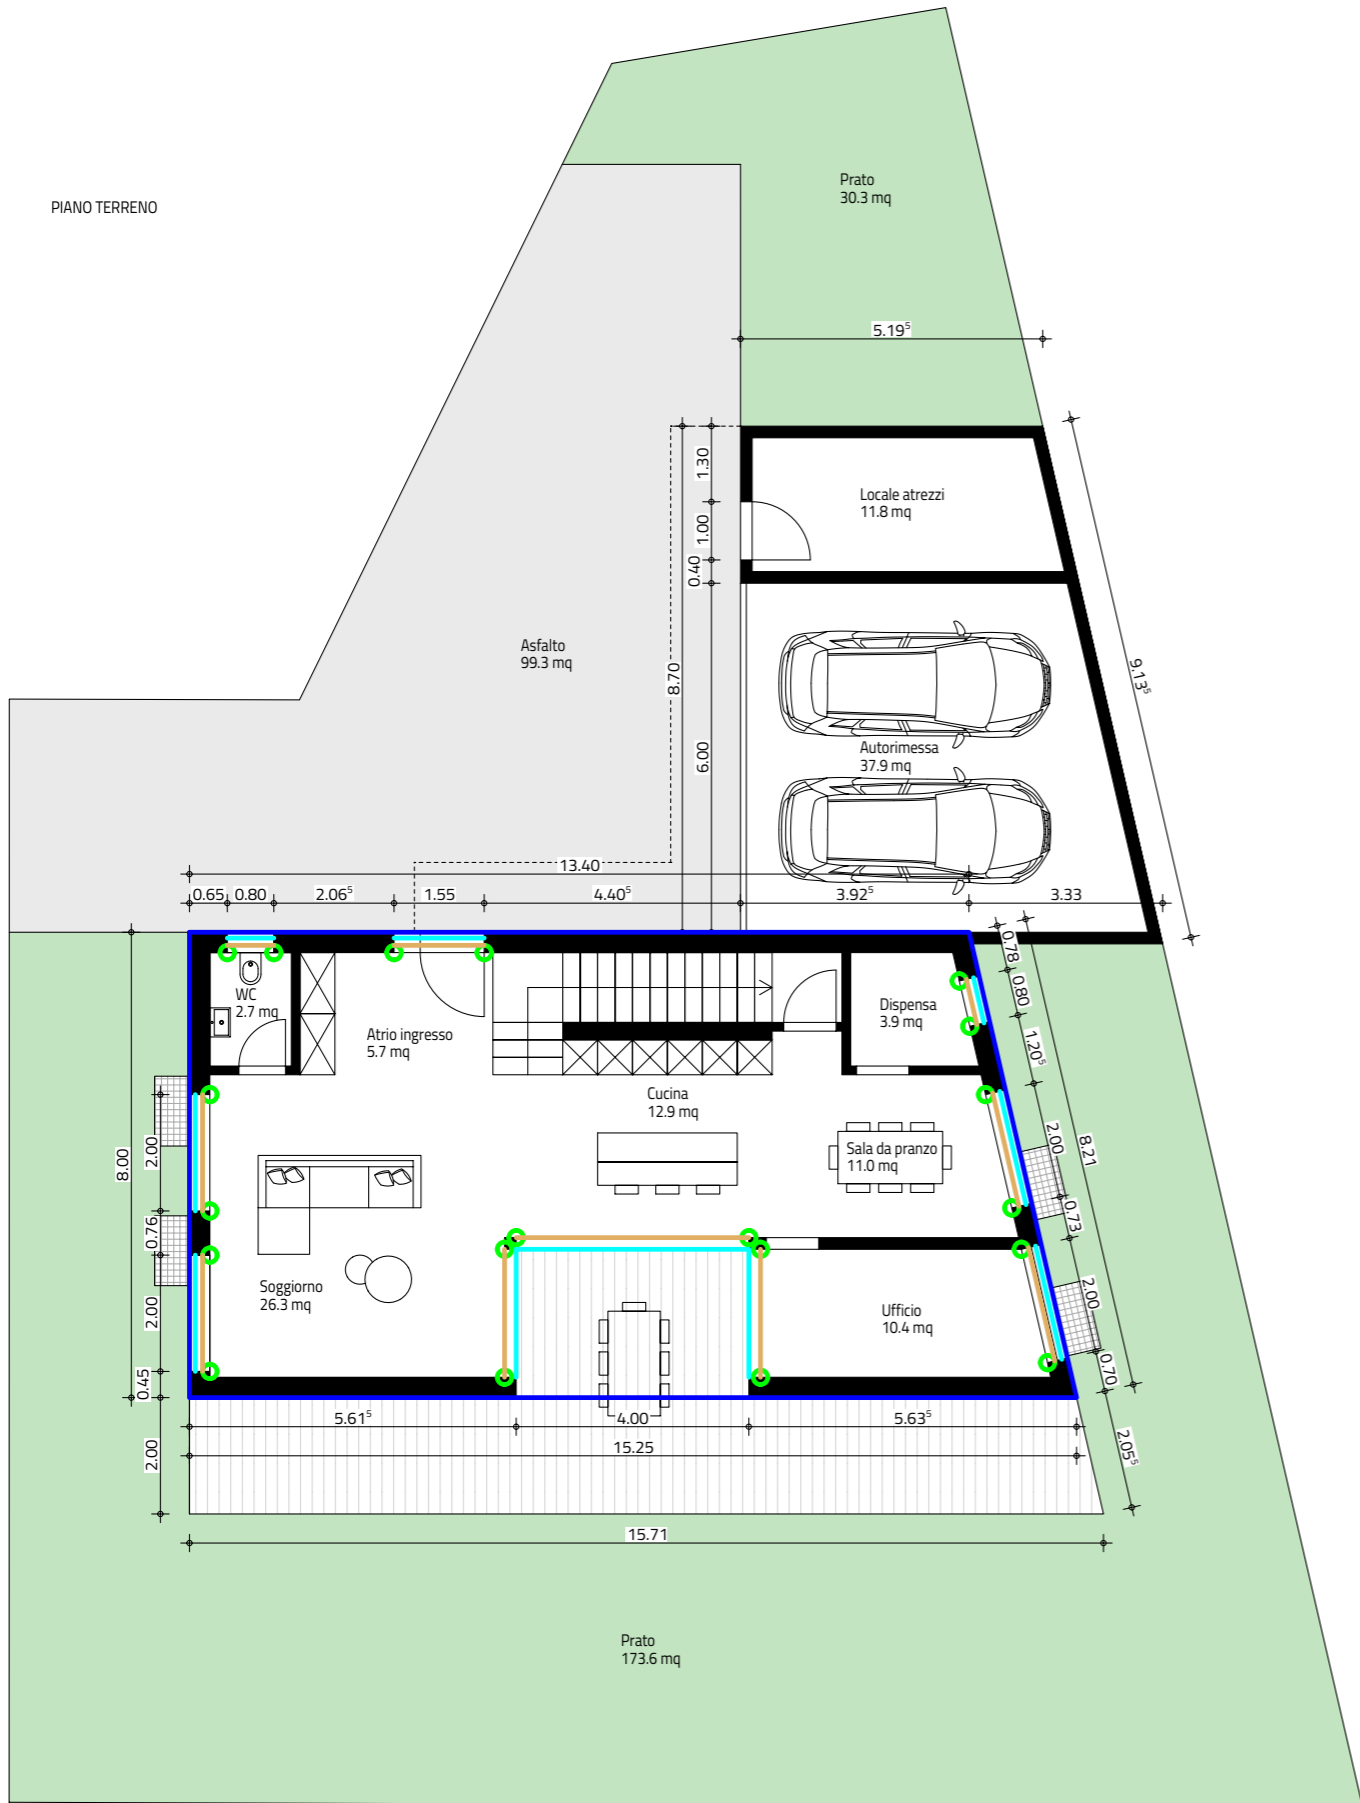 Prato
30.3 mq
PIANO TERRENO
5.19⁵
1.30
Locale atrezzi
11.8 mq
1.00
0.40
Asfalto
99.3 mq
8.70
9.13⁵
6.00
Autorimessa
37.9 mq
13.40
0.65 0.80 2.06⁵ 1.55 4.40⁵ 3.92⁵ 3.33
0.78
0.80
WC
2.7 mq
Dispensa
3.9 mq
Atrio ingresso
5.7 mq
1.20⁵
Cucina
12.9 mq
2.00
8.00
2.00
8.21
Sala da pranzo
11.0 mq
0.76
0.73
Soggiorno
26.3 mq
2.00
2.00
Ufficio
10.4 mq
0.45
0.70
5.61⁵ 4.00 5.63⁵
15.25
2.00
2.05⁵
15.71
Prato
173.6 mq